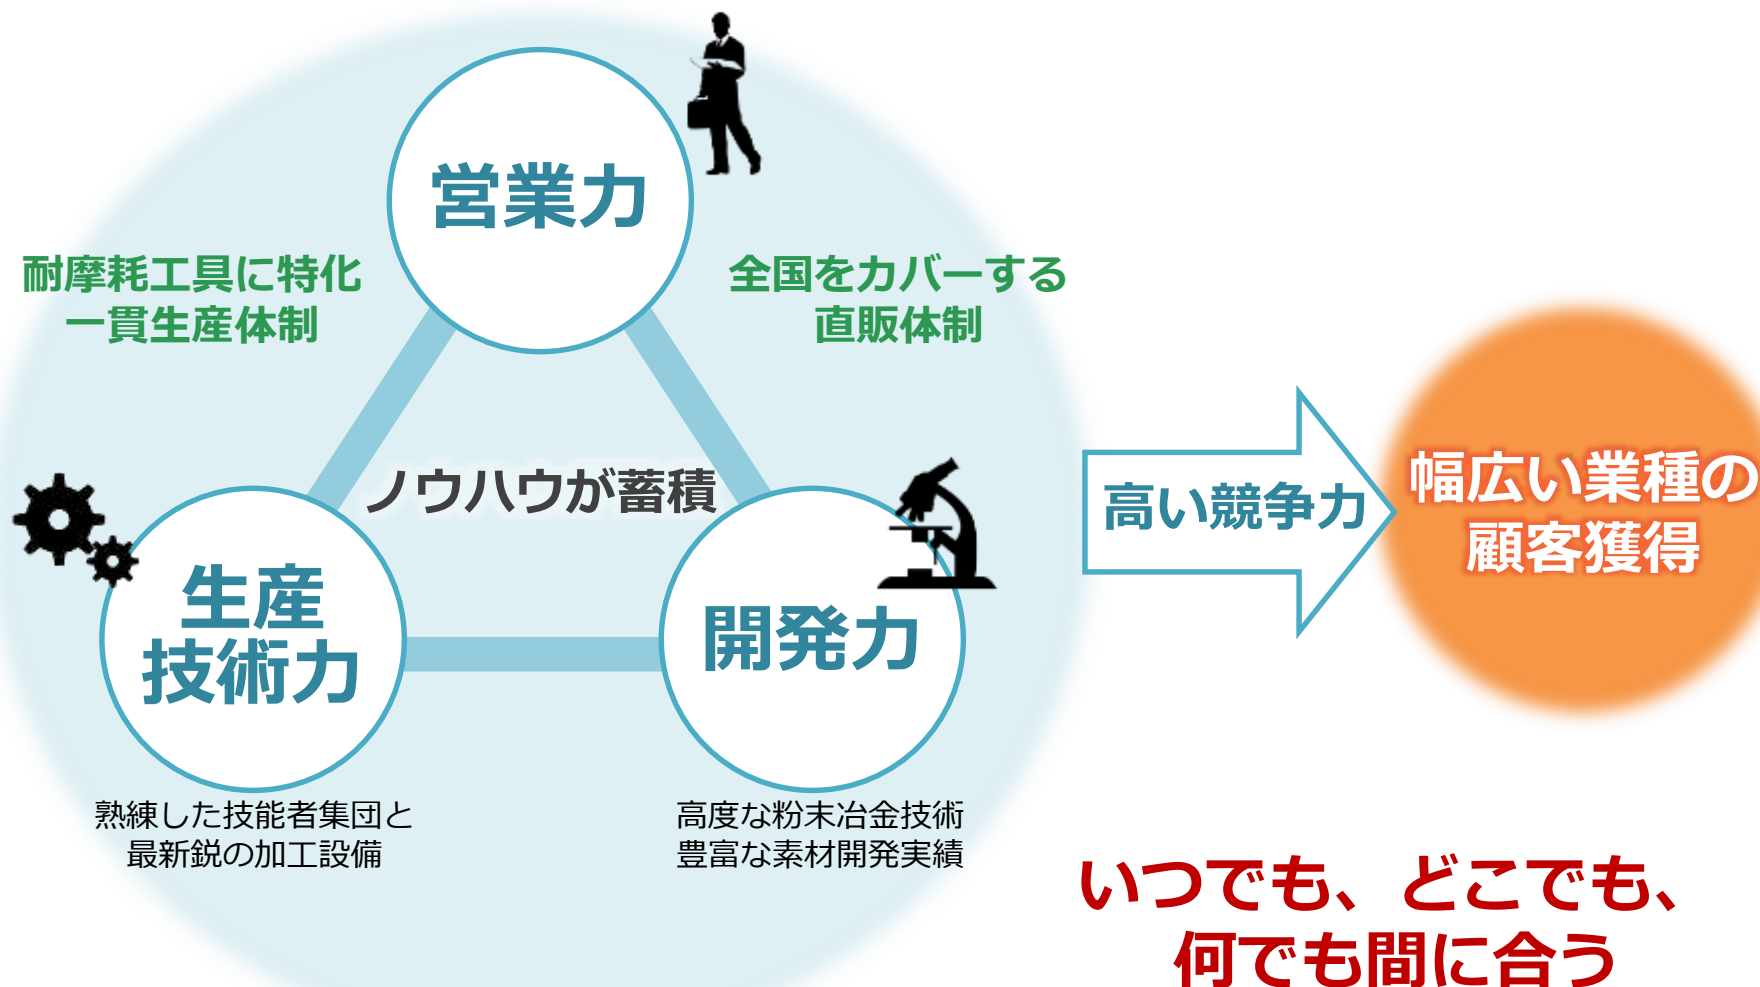 営業力
耐摩耗工具に特化
一貫生産体制
全国をカバーする
直販体制
ノウハウが蓄積
生産
技術力
開発力
熟練した技能者集団と
最新鋭の加工設備
高度な粉末冶金技術
豊富な素材開発実績
高い競争力
幅広い業種の
顧客獲得
いつでも、どこでも、
何でも間に合う